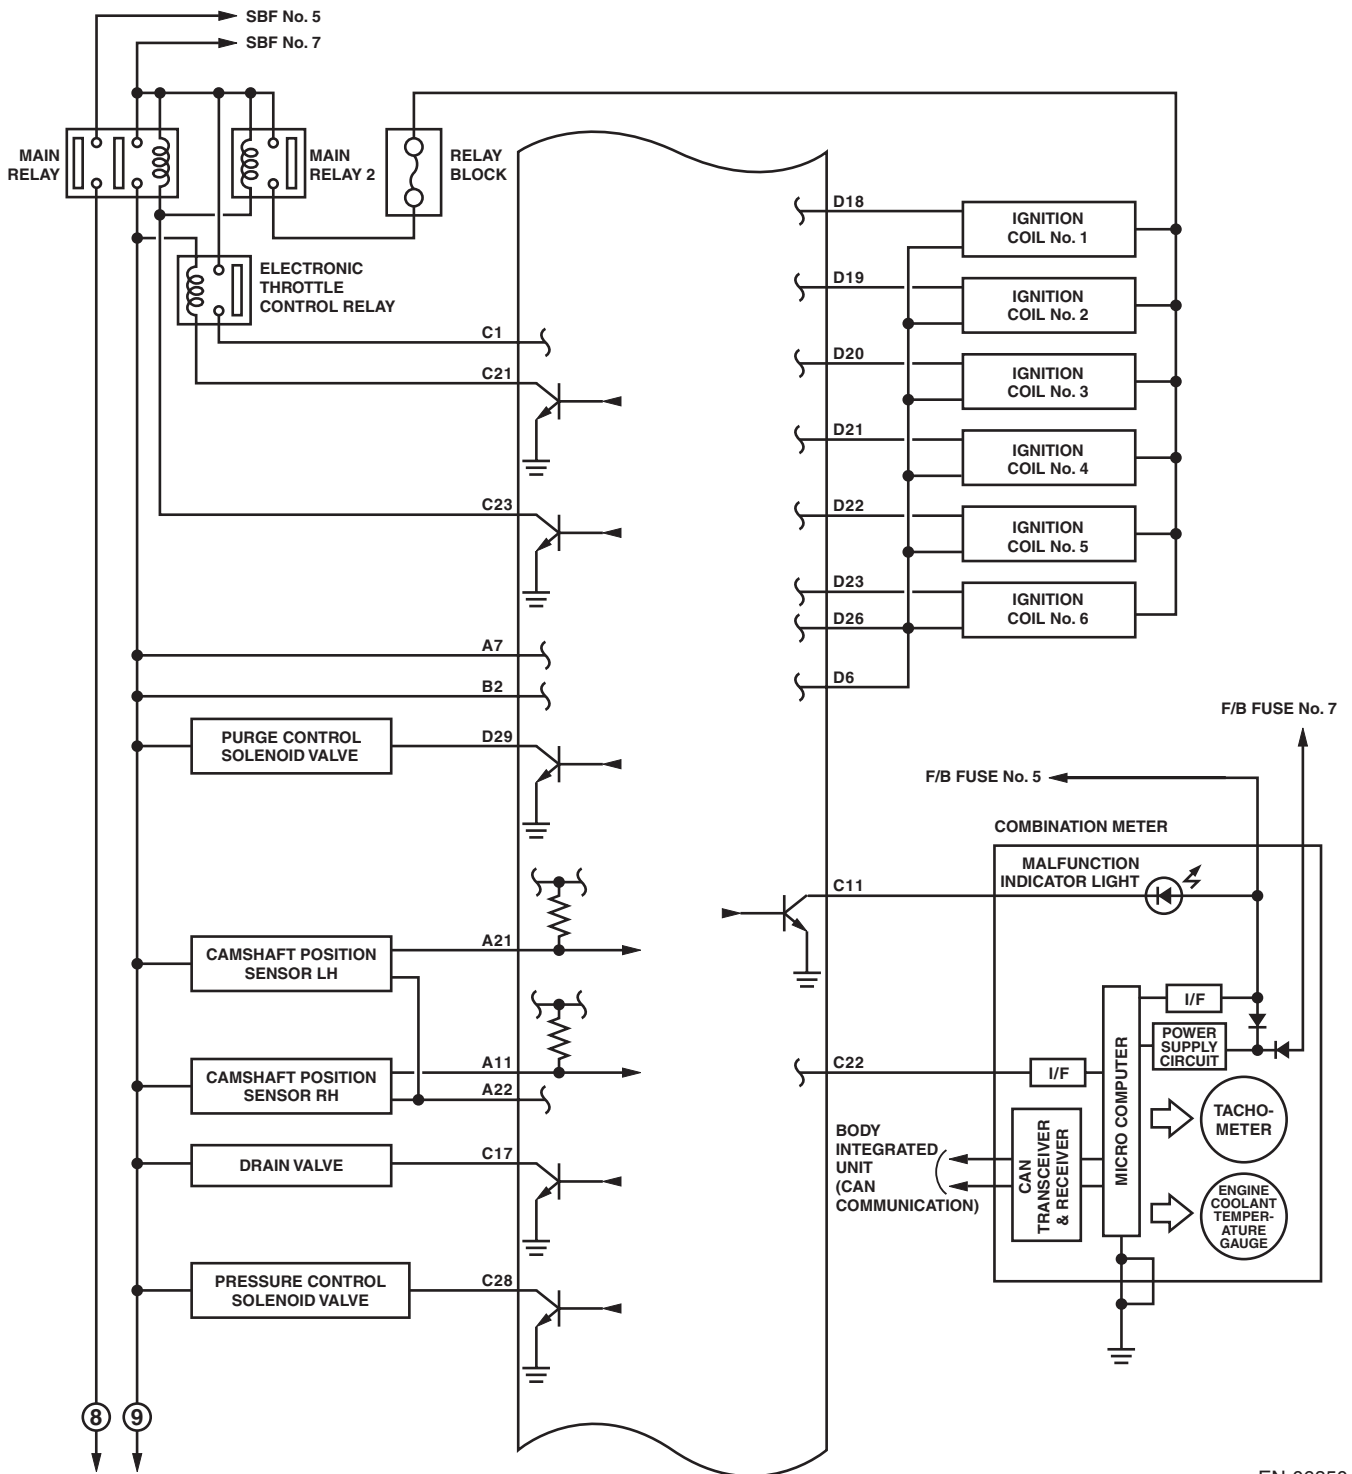 SBF No. 5
SBF No. 7
MAIN
RELAY
MAIN
RELAY 2
RELAY
BLOCK
ELECTRONIC
THROTTLE
CONTROL RELAY
C1
C21
C23
A7
B2
PURGE CONTROL
SOLENOID VALVE
D29
CAMSHAFT POSITION
SENSOR LH
A21
CAMSHAFT POSITION
SENSOR RH
A11
A22
DRAIN VALVE
C17
PRESSURE CONTROL
SOLENOID VALVE
C28
8
9
D18
IGNITION
COIL No. 1
D19
IGNITION
COIL No. 2
D20
IGNITION
COIL No. 3
D21
IGNITION
COIL No. 4
D22
IGNITION
COIL No. 5
D23
IGNITION
COIL No. 6
D26
D6
F/B FUSE No. 7
F/B FUSE No. 5
COMBINATION METER
MALFUNCTION
INDICATOR LIGHT
C11
I/F
POWER
SUPPLY
CIRCUIT
C22
I/F
MICRO COMPUTER
TACHO-
METER
BODY
INTEGRATED
UNIT
(CAN
COMMUNICATION)
CAN
TRANSCEIVER
& RECEIVER
ENGINE
COOLANT
TEMPER-
ATURE
GAUGE